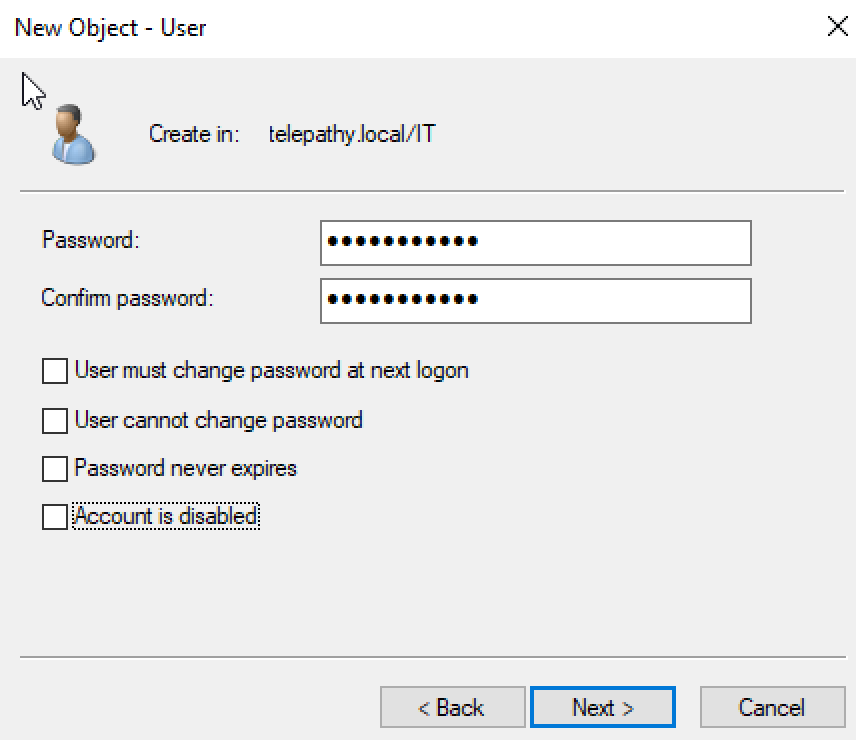 New Object - User
Create in: telepathy.local/IT
Password: •••••••••••
Confirm password: •••••••••••
User must change password at next logon
User cannot change password
Password never expires
Account is disabled
< Back Next > Cancel